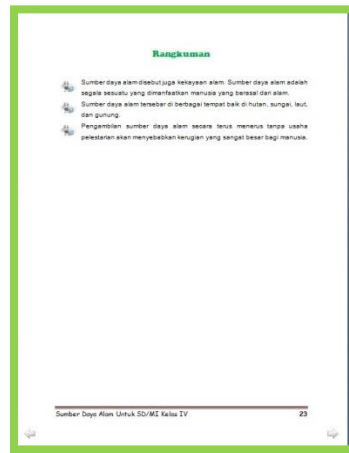 Rangkuman
Sumber daya alam disebut juga kekayaan alam. Sumber daya alam adalah
segala sesuatu yang dimanfaatkan manusia yang berasal dari alam.
Sumber daya alam tersebar di berbagai tempat baik di hutan, sungai, laut,
dan gunung.
Pengambilan sumber daya alam secara terus menerus tanpa usaha
pelestarian akan menyebabkan kerugian yang sangat besar bagi manusia.
Sumber Daya Alam Untuk SD/MI Kelas IV 23